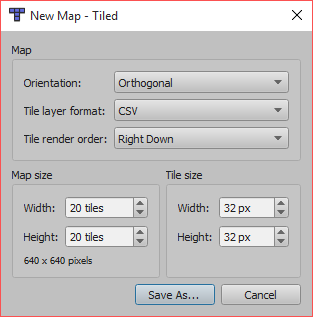 New Map - Tiled
Map
Orientation: Orthogonal
Tile layer format: CSV
Tile render order: Right Down
Map size Tile size
Width: 20 tiles Width: 32 px
Height: 20 tiles Height: 32 px
640 x 640 pixels
Save As... Cancel